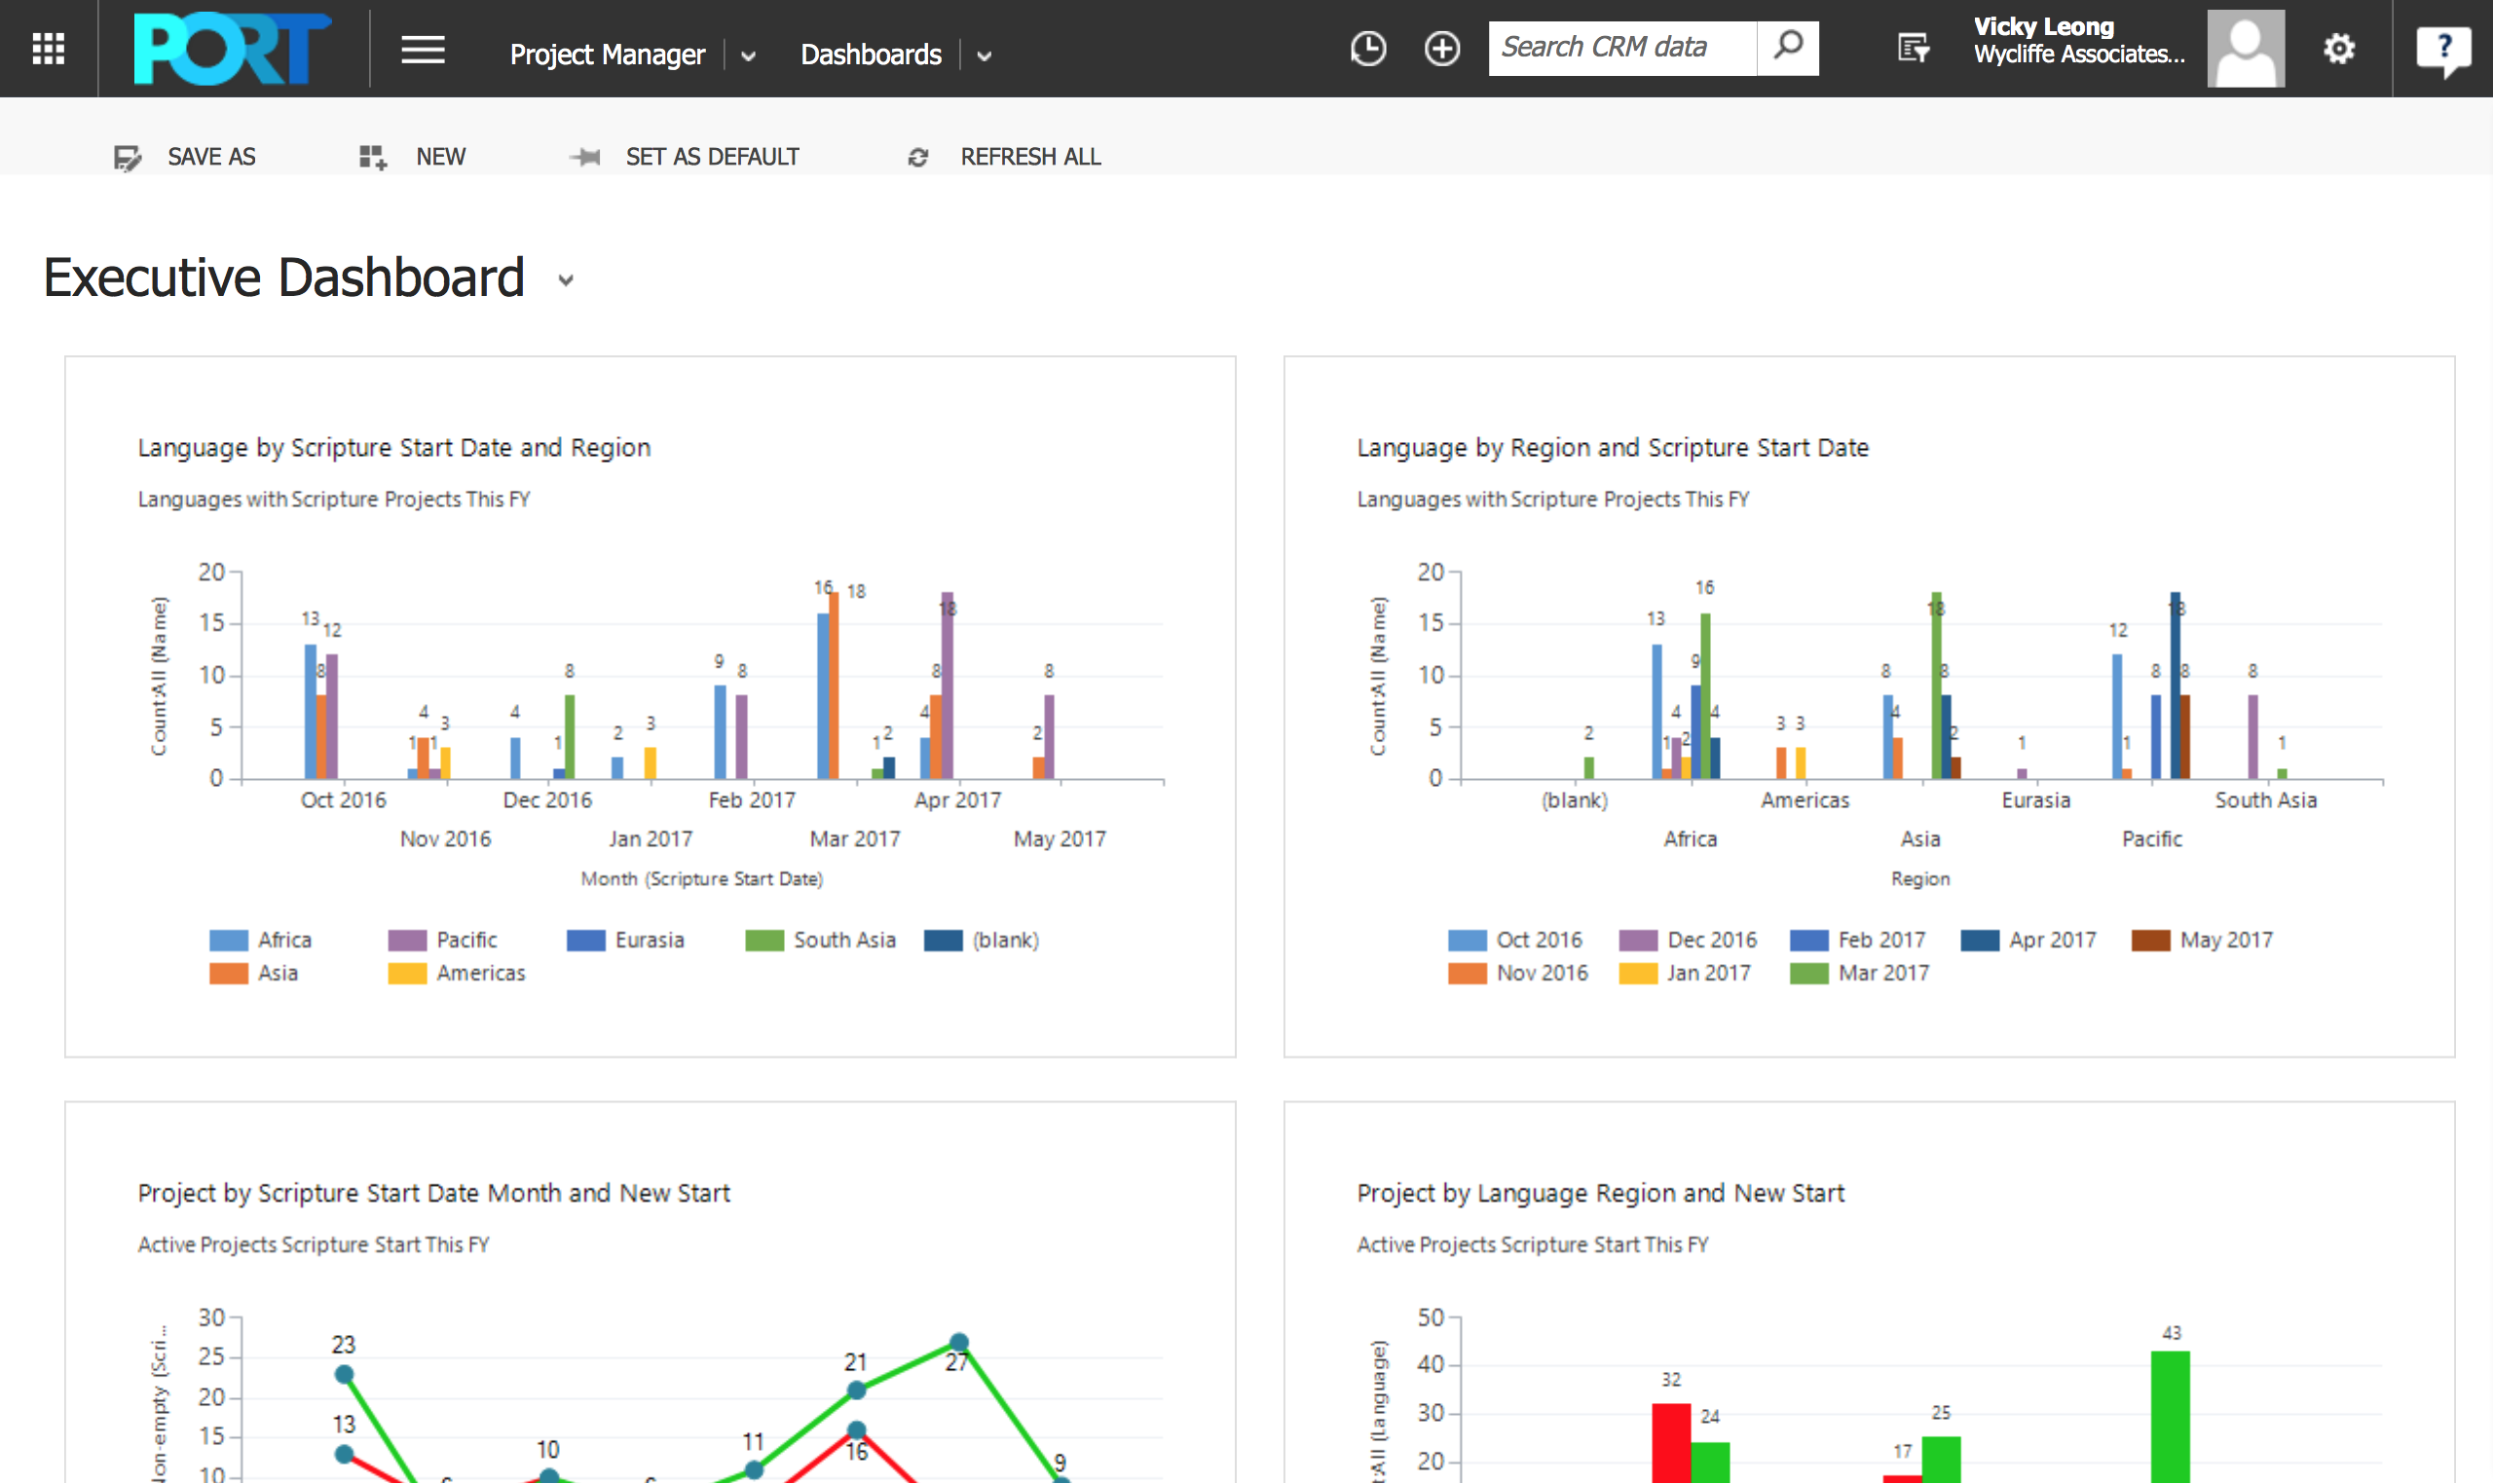 PORT
Project Manager
Dashboards
Search CRM data
Vicky Leong
Wycliffe Associates...
?
SAVE AS
NEW
SET AS DEFAULT
REFRESH ALL
Executive Dashboard
Language by Scripture Start Date and Region
Languages with Scripture Projects This FY
Count:All (Name)
20
15
10
5
0
13
8
12
1
4
1
3
4
1
8
2
3
9
8
16
18
1
2
4
8
18
2
8
Oct 2016
Nov 2016
Dec 2016
Jan 2017
Feb 2017
Mar 2017
Apr 2017
May 2017
Month (Scripture Start Date)
Africa
Pacific
Eurasia
South Asia
(blank)
Asia
Americas
Language by Region and Scripture Start Date
Languages with Scripture Projects This FY
Count:All (Name)
20
15
10
5
0
2
13
1
4
2
9
16
4
3
3
8
4
18
8
2
1
12
1
8
18
8
8
1
(blank)
Africa
Americas
Asia
Eurasia
Pacific
South Asia
Region
Oct 2016
Dec 2016
Feb 2017
Apr 2017
May 2017
Nov 2016
Jan 2017
Mar 2017
Project by Scripture Start Date Month and New Start
Active Projects Scripture Start This FY
Non-empty (Scri...
30
25
20
15
10
23
13
10
11
21
16
27
9
Project by Language Region and New Start
Active Projects Scripture Start This FY
:All (Language)
50
40
30
20
32
24
17
25
43